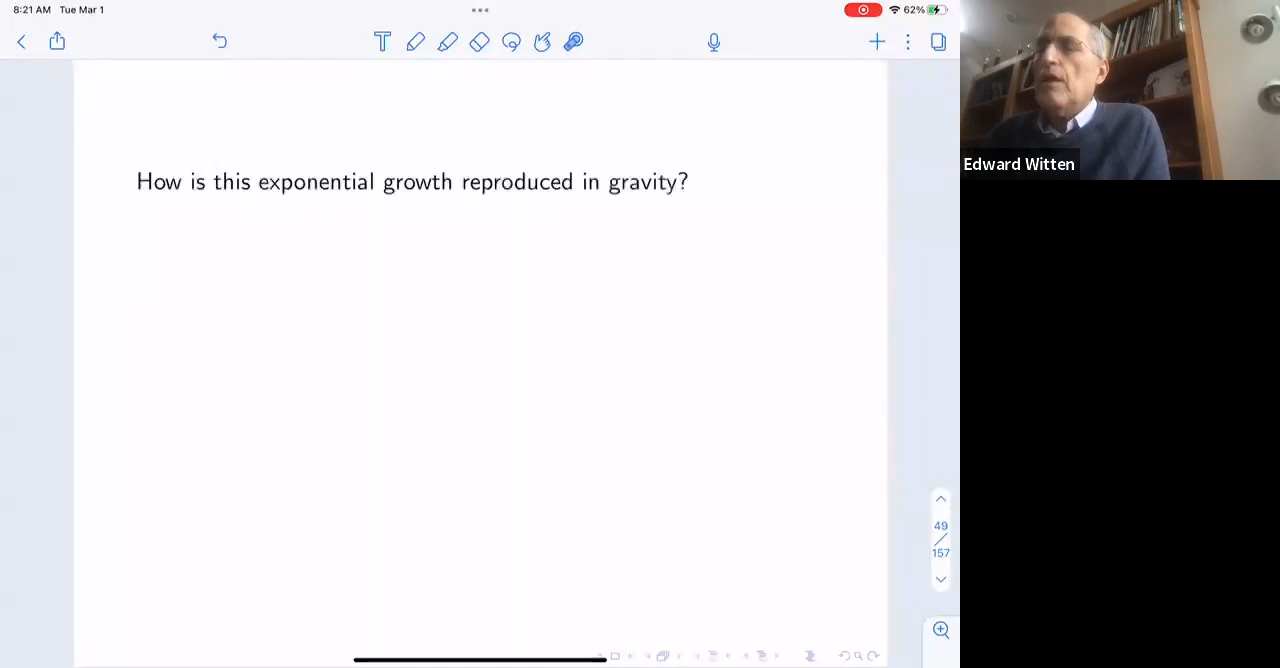 8:21 AM Tue Mar 1
62%
How is this exponential growth reproduced in gravity?
Edward Witten
49
157